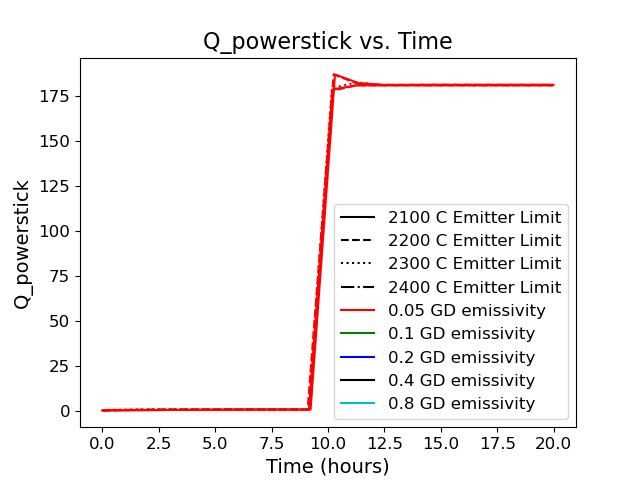 Q_powerstick vs. Time
Q_powerstick
175
150
125
100
75
50
25
0
2100 C Emitter Limit
2200 C Emitter Limit
2300 C Emitter Limit
2400 C Emitter Limit
0.05 GD emissivity
0.1 GD emissivity
0.2 GD emissivity
0.4 GD emissivity
0.8 GD emissivity
0.0 2.5 5.0 7.5 10.0 12.5 15.0 17.5 20.0
Time (hours)